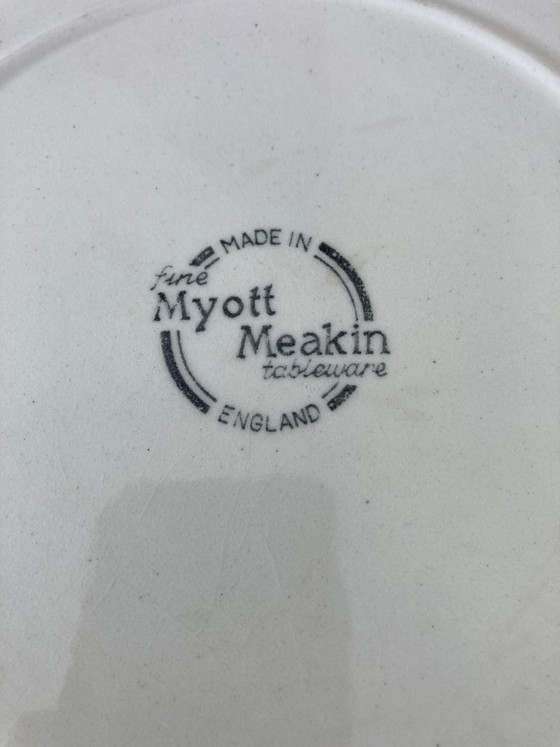 MADE IN
fine
Myott
Meakin
tableware
ENGLAND